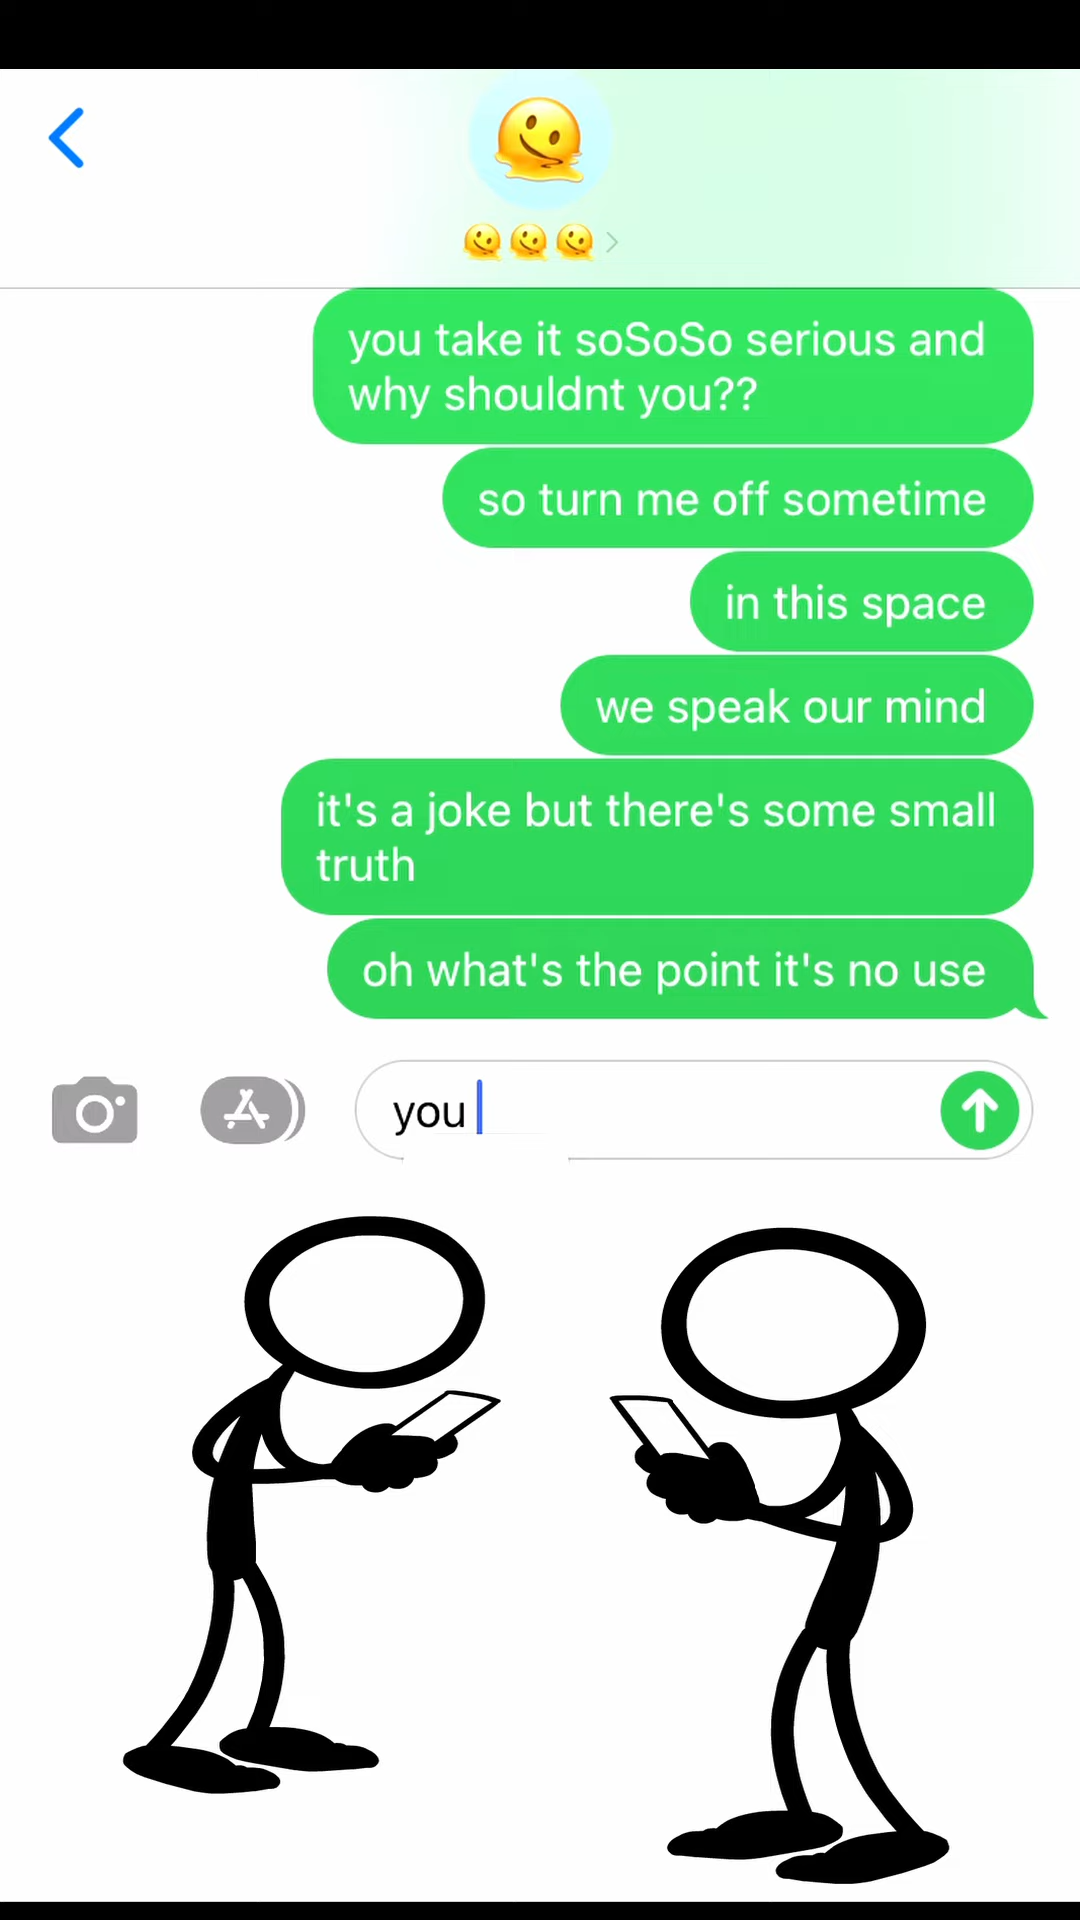 you take it soSoSo serious and
why shouldnt you??
so turn me off sometime
in this space
we speak our mind
it's a joke but there's some small
truth
oh what's the point it's no use
you